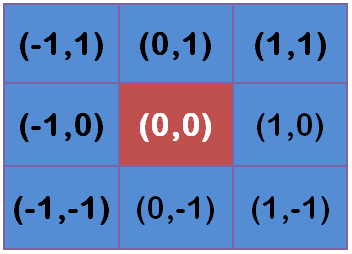 (-1,1) (0,1) (1,1)
(-1,0) (0,0) (1,0)
(-1,-1) (0,-1) (1,-1)